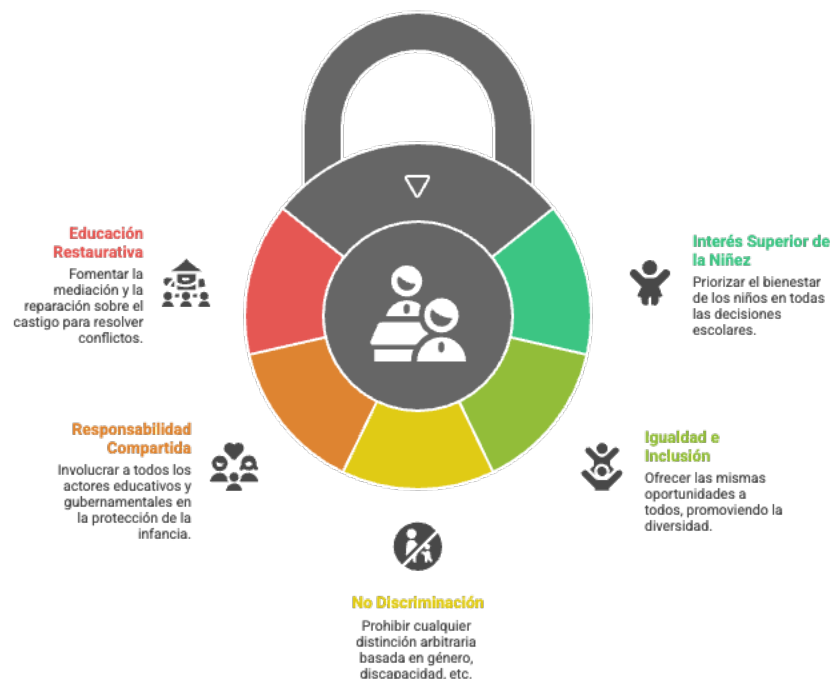 Educación
Restaurativa
Fomentar la
mediación y la
reparación sobre el
castigo para resolver
conflictos.
Interés Superior de
la Niñez
Priorizar el bienestar
de los niños en todas
las decisiones
escolares.
Responsabilidad
Compartida
Involucrar a todos los
actores educativos y
gubernamentales en
la protección de la
infancia.
Igualdad e
Inclusión
Ofrecer las mismas
oportunidades a
todos, promoviendo la
diversidad.
No Discriminación
Prohibir cualquier
distinción arbitraria
basada en género,
discapacidad, etc.